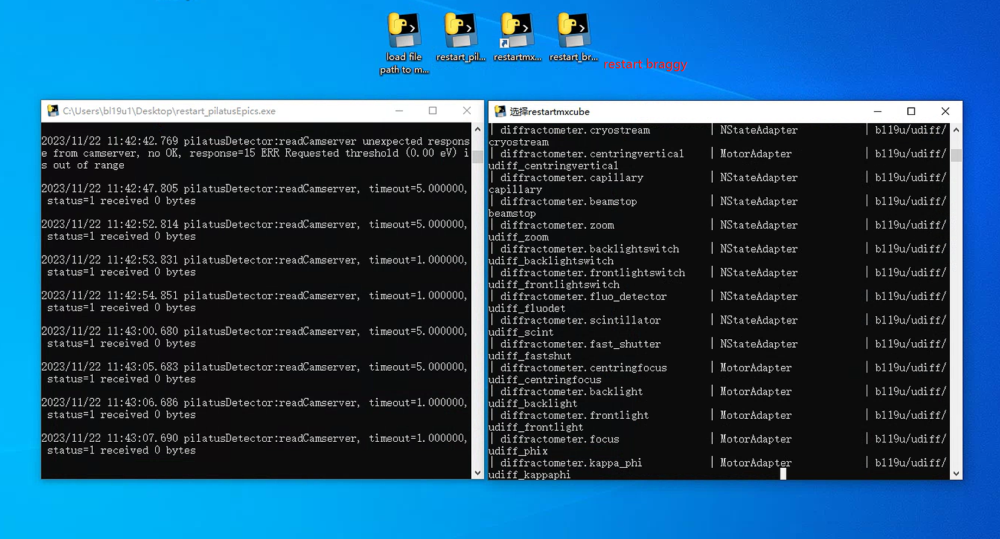 load file
path to m...
restart_pil...
restartmx...
restart_br...
restart braggy
C:\Users\bl19u1\Desktop\restart_pilatusEpics.exe
2023/11/22 11:42:42.769 pilatusDetector:readCamserver unexpected respons
e from camserver, no OK, response=15 ERR Requested threshold (0.00 eV) i
s out of range
2023/11/22 11:42:47.805 pilatusDetector:readCamserver, timeout=5.000000,
status=1 received 0 bytes
2023/11/22 11:42:52.814 pilatusDetector:readCamserver, timeout=5.000000,
status=1 received 0 bytes
2023/11/22 11:42:53.831 pilatusDetector:readCamserver, timeout=1.000000,
status=1 received 0 bytes
2023/11/22 11:42:54.851 pilatusDetector:readCamserver, timeout=1.000000,
status=1 received 0 bytes
2023/11/22 11:43:00.680 pilatusDetector:readCamserver, timeout=5.000000,
status=1 received 0 bytes
2023/11/22 11:43:05.683 pilatusDetector:readCamserver, timeout=5.000000,
status=1 received 0 bytes
2023/11/22 11:43:06.686 pilatusDetector:readCamserver, timeout=1.000000,
status=1 received 0 bytes
2023/11/22 11:43:07.690 pilatusDetector:readCamserver, timeout=1.000000,
status=1 received 0 bytes
选择restartmxcube
| diffractometer.cryostream | NStateAdapter | bl19u/udiff/
cryostream
| diffractometer.centringvertical | MotorAdapter | bl19u/udiff/
udiff_centringvertical
| diffractometer.capillary | NStateAdapter | bl19u/udiff/
capillary
| diffractometer.beamstop | NStateAdapter | bl19u/udiff/
beamstop
| diffractometer.zoom | NStateAdapter | bl19u/udiff/
udiff_zoom
| diffractometer.backlightswitch | NStateAdapter | bl19u/udiff/
udiff_backlightswitch
| diffractometer.frontlightswitch | NStateAdapter | bl19u/udiff/
udiff_frontlightswitch
| diffractometer.fluo_detector | NStateAdapter | bl19u/udiff/
udiff_fluodet
| diffractometer.scintillator | NStateAdapter | bl19u/udiff/
udiff_scint
| diffractometer.fast_shutter | NStateAdapter | bl19u/udiff/
udiff_fastshut
| diffractometer.centringfocus | MotorAdapter | bl19u/udiff/
udiff_centringfocus
| diffractometer.backlight | MotorAdapter | bl19u/udiff/
udiff_backlight
| diffractometer.frontlight | MotorAdapter | bl19u/udiff/
udiff_frontlight
| diffractometer.focus | MotorAdapter | bl19u/udiff/
udiff_phix
| diffractometer.kappa_phi | MotorAdapter | bl19u/udiff/
udiff_kappaphi